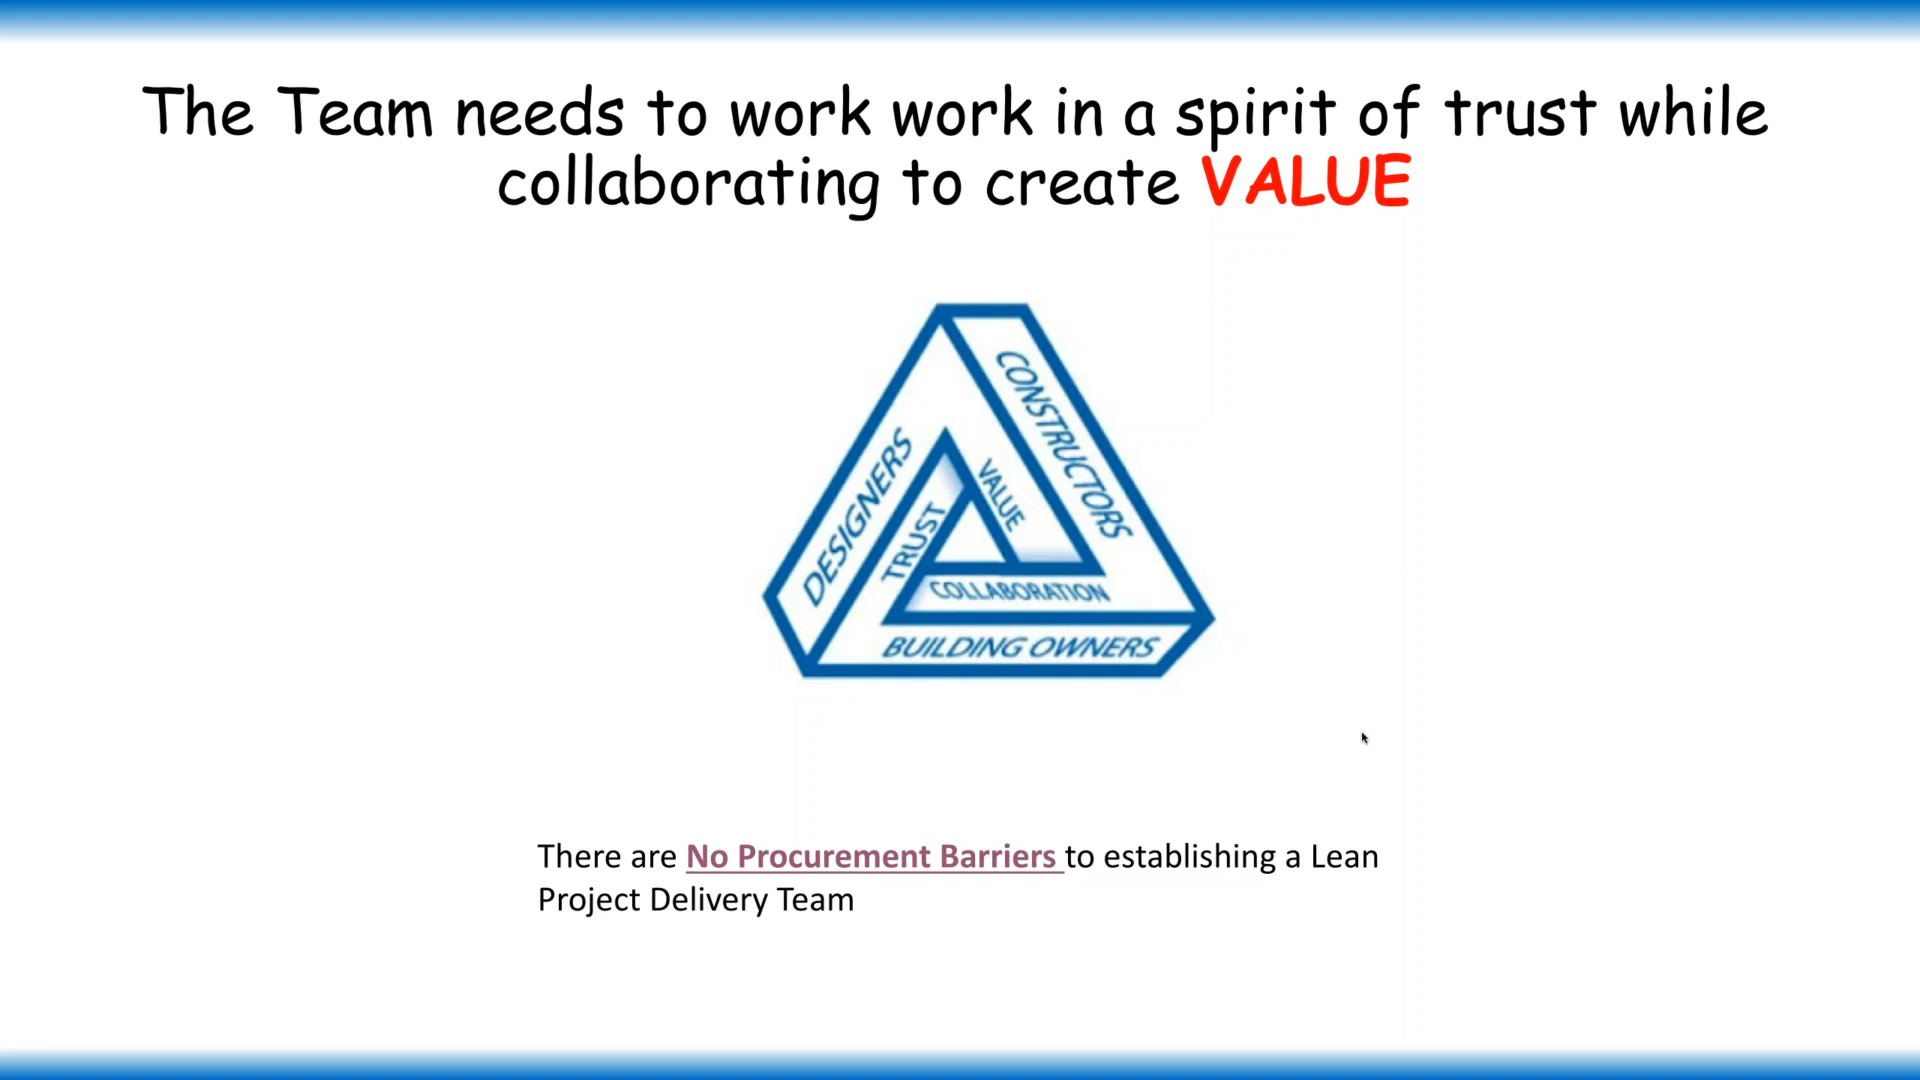 The Team needs to work work in a spirit of trust while
collaborating to create VALUE
CONSTRUCTORS
DESIGNERS
VALUE
TRUST
COLLABORATION
BUILDING OWNERS
There are No Procurement Barriers to establishing a Lean
Project Delivery Team